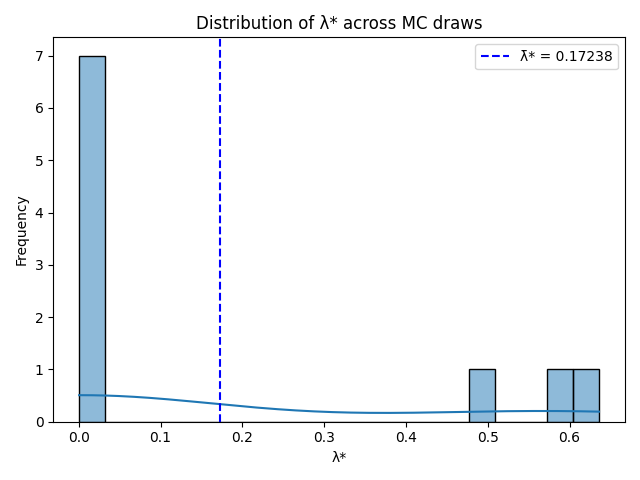 Distribution of λ* across MC draws
λ̄* = 0.17238
Frequency
7
6
5
4
3
2
1
0
0.0 0.1 0.2 0.3 0.4 0.5 0.6
λ*